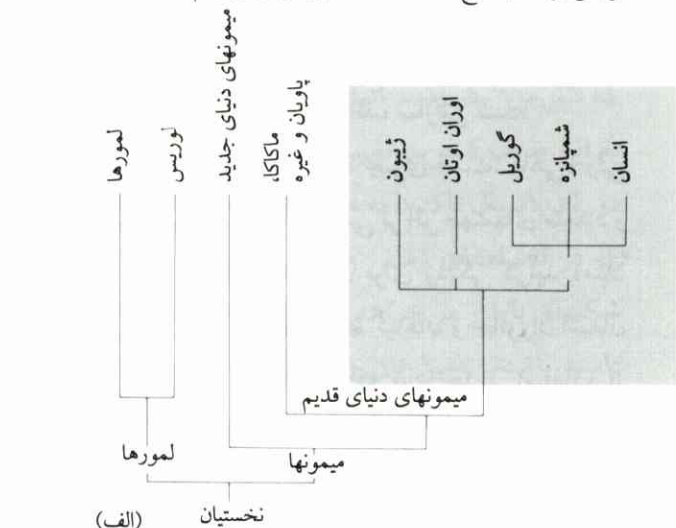 انسان
شمپانزه
گوریل
اوران اوتان
ژیبون
ماکاکا،
پاویان و غیره
میمونهای دنیای جدید
لوریس
لمورها
میمونهای دنیای قدیم
لمورها
میمونها
نخستیان
(الف)